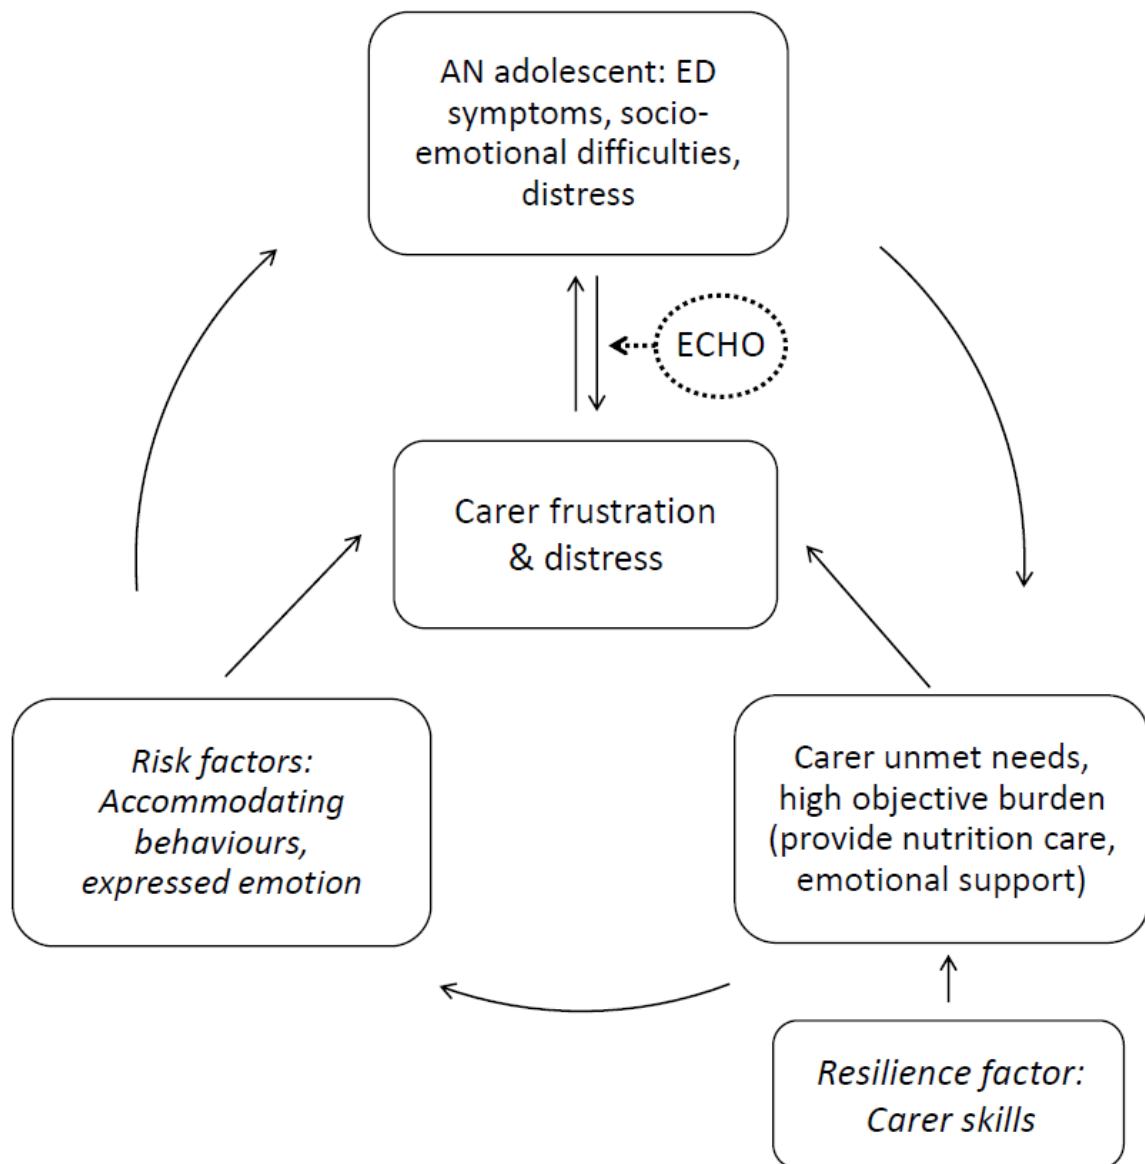 AN adolescent: ED
symptoms, socio-
emotional difficulties,
distress
ECHO
Carer frustration
& distress
Risk factors:
Accommodating
behaviours,
expressed emotion
Carer unmet needs,
high objective burden
(provide nutrition care,
emotional support)
Resilience factor:
Carer skills